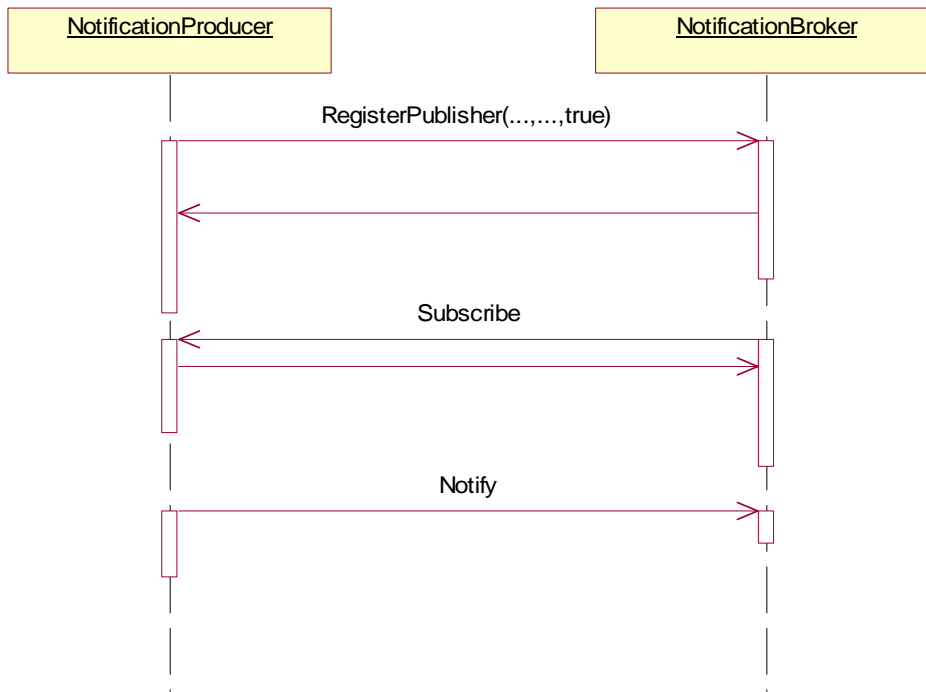 NotificationProducer
NotificationBroker
RegisterPublisher(...,...,true)
Subscribe
Notify